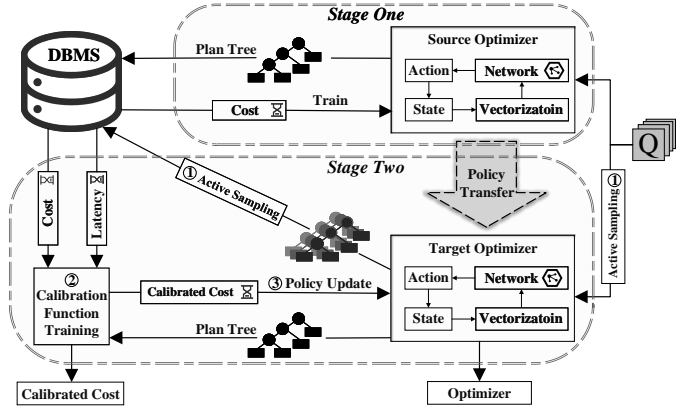 Stage One
DBMS
Plan Tree
Source Optimizer
Action
Network
State
Vectorizatoin
Cost
Train
Q
Stage Two
① Active Sampling
Policy
Transfer
① Active Sampling
Cost
Latency
②
Calibration
Function
Training
Calibrated Cost
③ Policy Update
Target Optimizer
Action
Network
State
Vectorizatoin
Plan Tree
Calibrated Cost
Optimizer